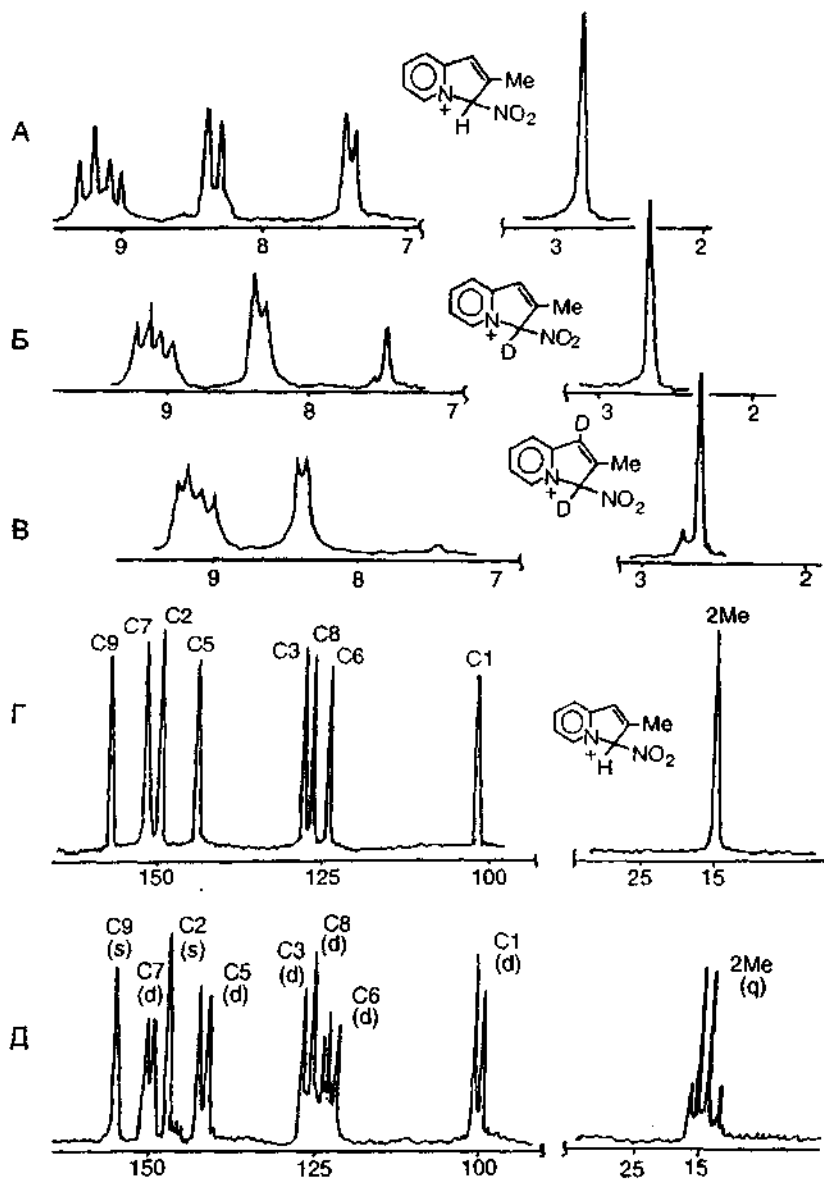 А
Me
N
+
H
NO2
9 8 7 3 2
Б
Me
N
+
D
NO2
9 8 7 3 2
В
D
Me
N
+
D
NO2
9 8 7 3 2
Г
C9 C7 C2 C5 C3 C8 C6 C1 2Me
Me
N
+
H
NO2
150 125 100 25 15
Д
C9 (s) C7 (d) C2 (s) C5 (d) C3 (d) C8 (d) C6 (d) C1 (d) 2Me (q)
150 125 100 25 15